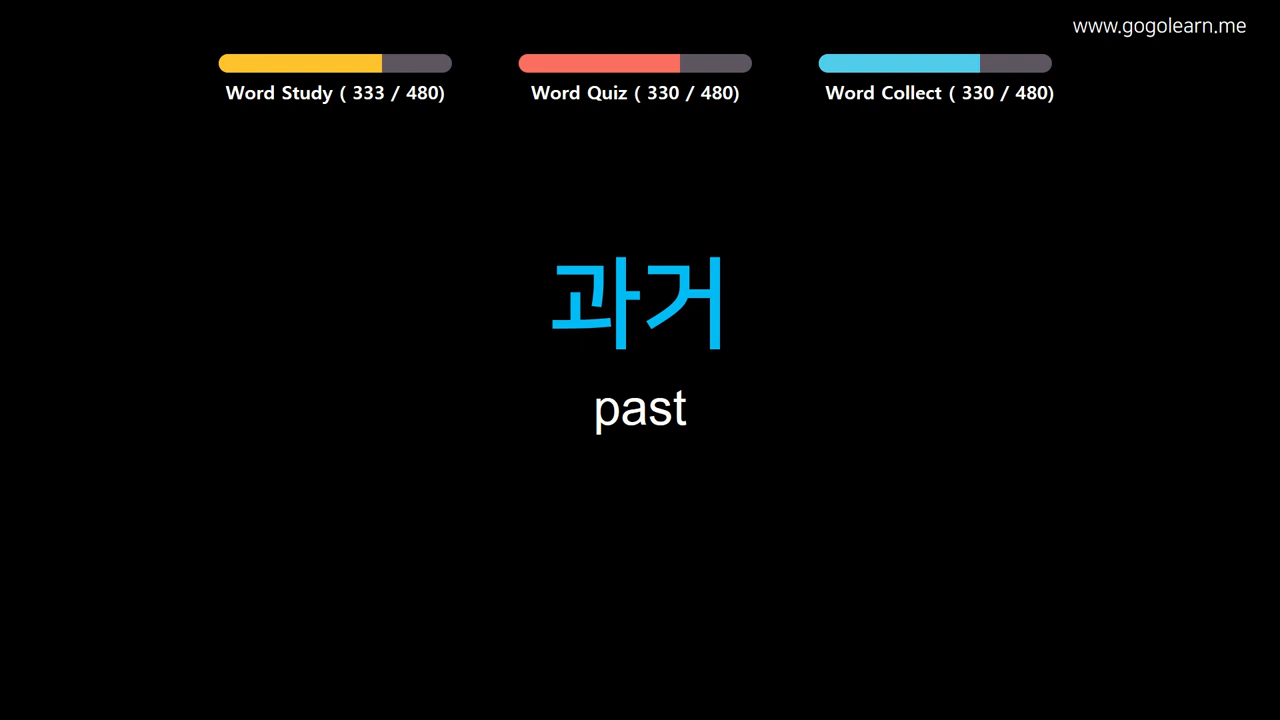 www.gogolearn.me
Word Study ( 333 / 480)
Word Quiz ( 330 / 480)
Word Collect ( 330 / 480)
과거
past